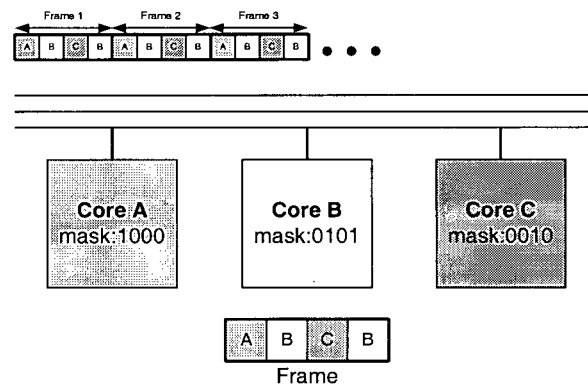 Frame 1 Frame 2 Frame 3
A B C B A B C B A B C B
Core A
mask:1000
Core B
mask:0101
Core C
mask:0010
A B C B
Frame